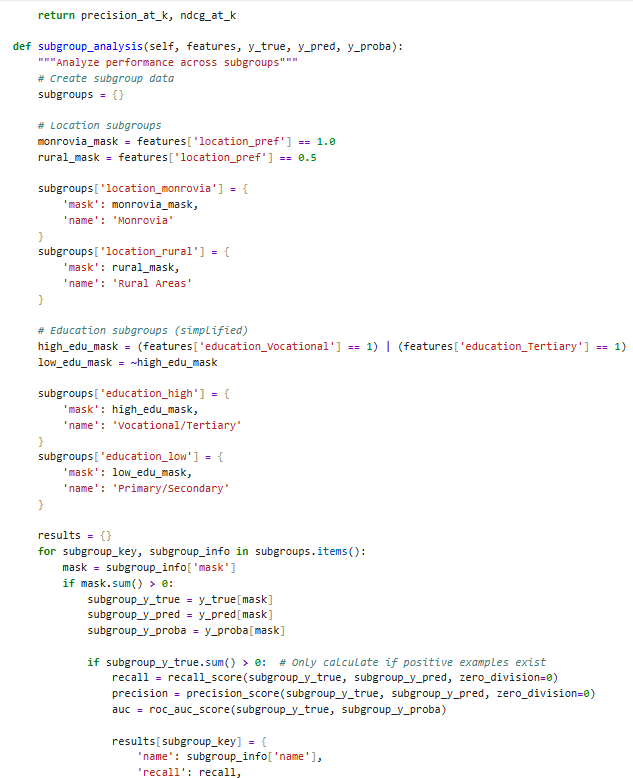 return precision_at_k, ndcg_at_k

def subgroup_analysis(self, features, y_true, y_pred, y_proba):
    """Analyze performance across subgroups"""
    # Create subgroup data
    subgroups = {}

    # Location subgroups
    monrovia_mask = features['location_pref'] == 1.0
    rural_mask = features['location_pref'] == 0.5

    subgroups['location_monrovia'] = {
        'mask': monrovia_mask,
        'name': 'Monrovia'
    }
    subgroups['location_rural'] = {
        'mask': rural_mask,
        'name': 'Rural Areas'
    }

    # Education subgroups (simplified)
    high_edu_mask = (features['education_Vocational'] == 1) | (features['education_Tertiary'] == 1)
    low_edu_mask = ~high_edu_mask

    subgroups['education_high'] = {
        'mask': high_edu_mask,
        'name': 'Vocational/Tertiary'
    }
    subgroups['education_low'] = {
        'mask': low_edu_mask,
        'name': 'Primary/Secondary'
    }

    results = {}
    for subgroup_key, subgroup_info in subgroups.items():
        mask = subgroup_info['mask']
        if mask.sum() > 0:
            subgroup_y_true = y_true[mask]
            subgroup_y_pred = y_pred[mask]
            subgroup_y_proba = y_proba[mask]

            if subgroup_y_true.sum() > 0:  # Only calculate if positive examples exist
                recall = recall_score(subgroup_y_true, subgroup_y_pred, zero_division=0)
                precision = precision_score(subgroup_y_true, subgroup_y_pred, zero_division=0)
                auc = roc_auc_score(subgroup_y_true, subgroup_y_proba)

                results[subgroup_key] = {
                    'name': subgroup_info['name'],
                    'recall': recall,